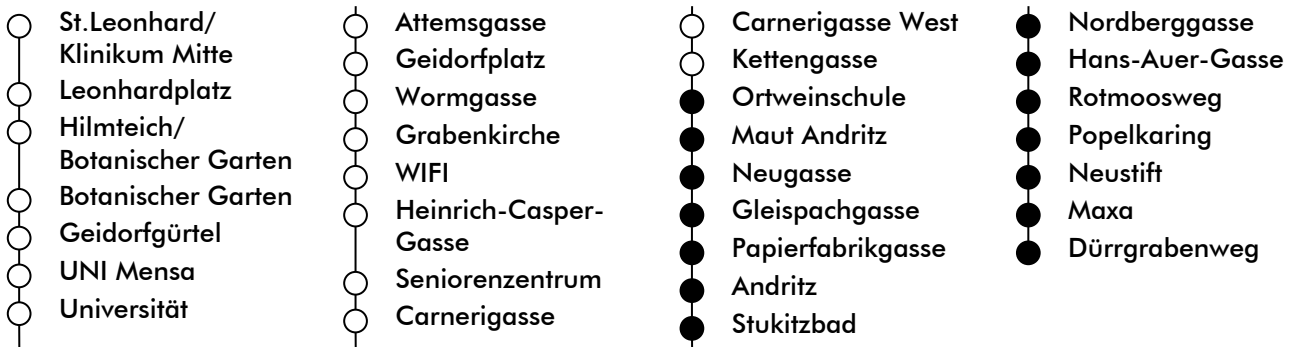 St.Leonhard/
Klinikum Mitte
Leonhardplatz
Hilmteich/
Botanischer Garten
Botanischer Garten
Geidorfgürtel
UNI Mensa
Universität
Attemsgasse
Geidorfplatz
Wormgasse
Grabenkirche
WIFI
Heinrich-Casper-
Gasse
Seniorenzentrum
Carnerigasse
Carnerigasse West
Kettengasse
Ortweinschule
Maut Andritz
Neugasse
Gleispachgasse
Papierfabrikgasse
Andritz
Stukitzbad
Nordberggasse
Hans-Auer-Gasse
Rotmoosweg
Popelkaring
Neustift
Maxa
Dürrgrabenweg